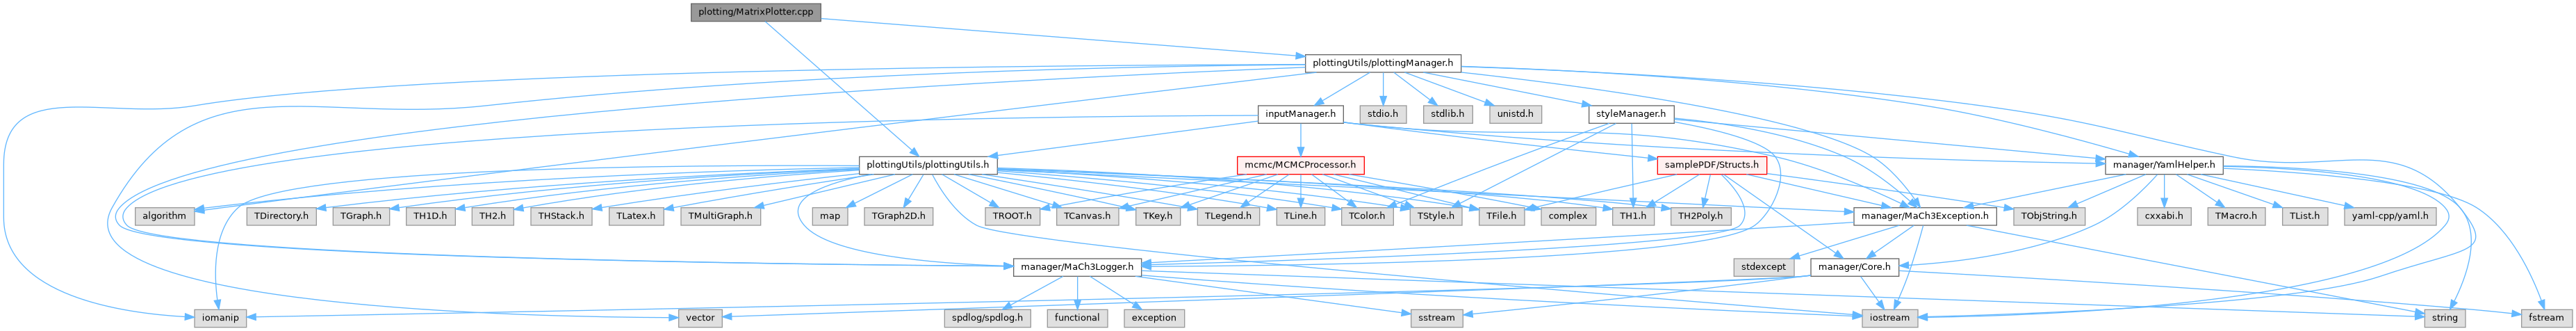 plotting/MatrixPlotter.cpp
plottingUtils/plottingManager.h
inputManager.h
stdio.h
stdlib.h
unistd.h
styleManager.h
plottingUtils/plottingUtils.h
mcmc/MCMCProcessor.h
samplePDF/Structs.h
manager/YamlHelper.h
algorithm
TDirectory.h
TGraph.h
TH1D.h
TH2.h
THStack.h
TLatex.h
TMultiGraph.h
map
TGraph2D.h
TROOT.h
TCanvas.h
TKey.h
TLegend.h
TLine.h
TColor.h
TStyle.h
TFile.h
complex
TH1.h
TH2Poly.h
manager/MaCh3Exception.h
TObjString.h
cxxabi.h
TMacro.h
TList.h
yaml-cpp/yaml.h
manager/MaCh3Logger.h
stdexcept
manager/Core.h
iomanip
vector
spdlog/spdlog.h
functional
exception
sstream
iostream
string
fstream